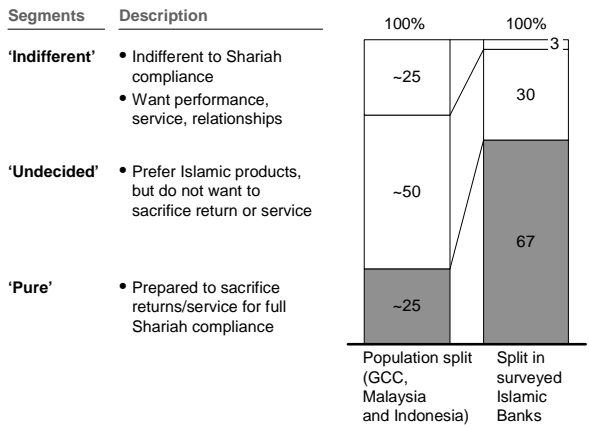 Segments
Description
100%
100%
‘Indifferent’
• Indifferent to Shariah
compliance
• Want performance,
service, relationships
~25
3
30
‘Undecided’
• Prefer Islamic products,
but do not want to
sacrifice return or service
~50
67
‘Pure’
• Prepared to sacrifice
returns/service for full
Shariah compliance
~25
Population split
(GCC,
Malaysia
and Indonesia)
Split in
surveyed
Islamic
Banks